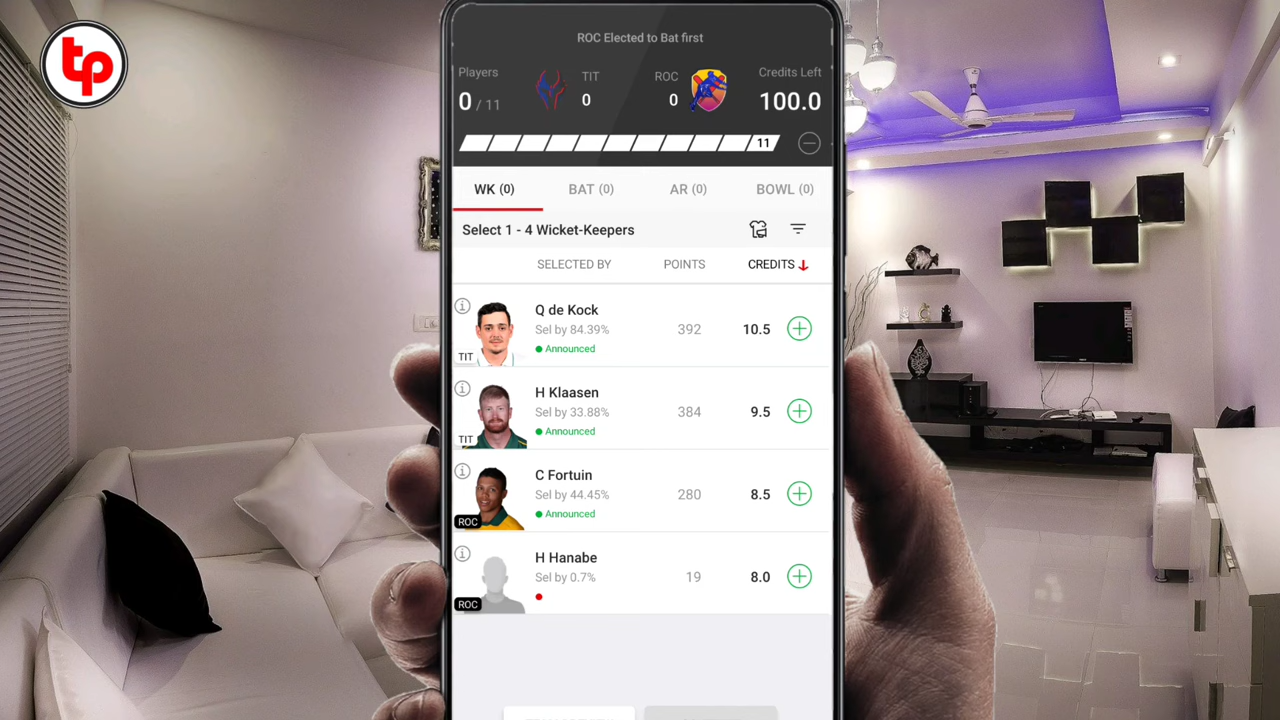 tp
ROC Elected to Bat first
Players
0 / 11
TIT
0
ROC
0
Credits Left
100.0
11
WK (0)
BAT (0)
AR (0)
BOWL (0)
Select 1 - 4 Wicket-Keepers
SELECTED BY
POINTS
CREDITS
Q de Kock
Sel by 84.39%
392
10.5
Announced
TIT
H Klaasen
Sel by 33.88%
384
9.5
Announced
TIT
C Fortuin
Sel by 44.45%
280
8.5
Announced
ROC
H Hanabe
Sel by 0.7%
19
8.0
ROC